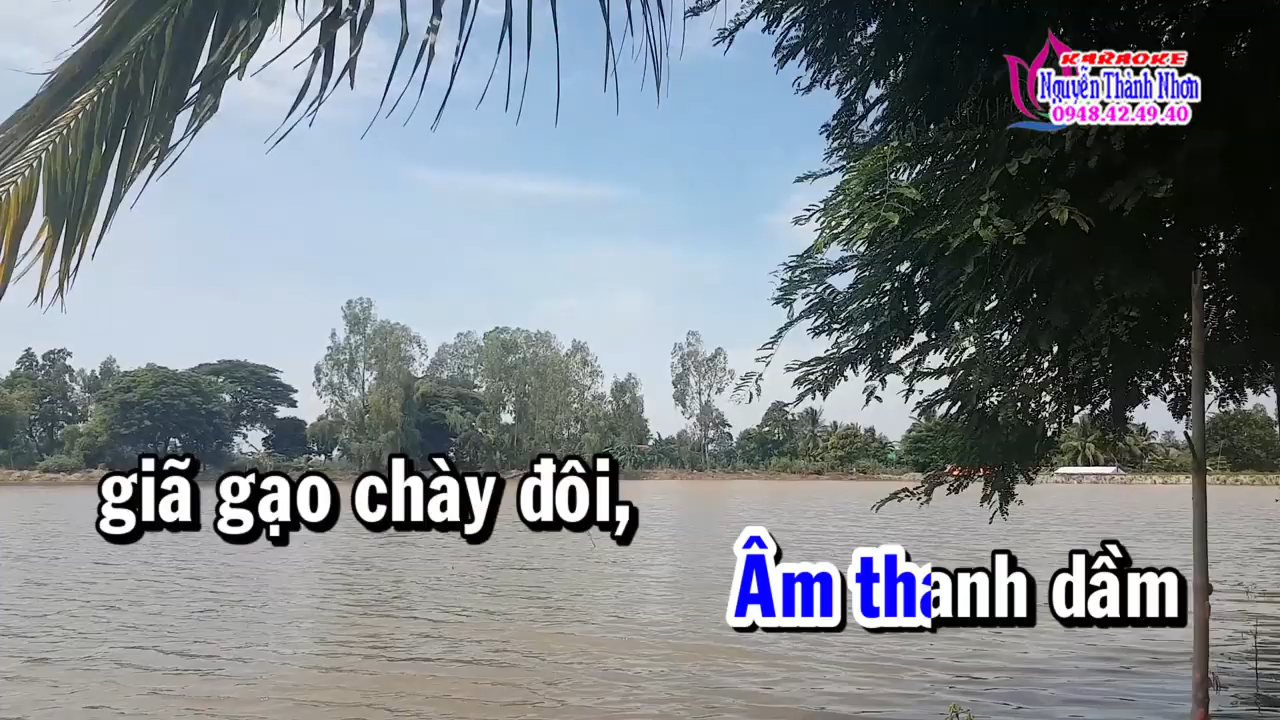 KARAOKE
Nguyễn Thành Nhơn
0948.42.49.40
giã gạo chày đôi,
Âm thanh dầm